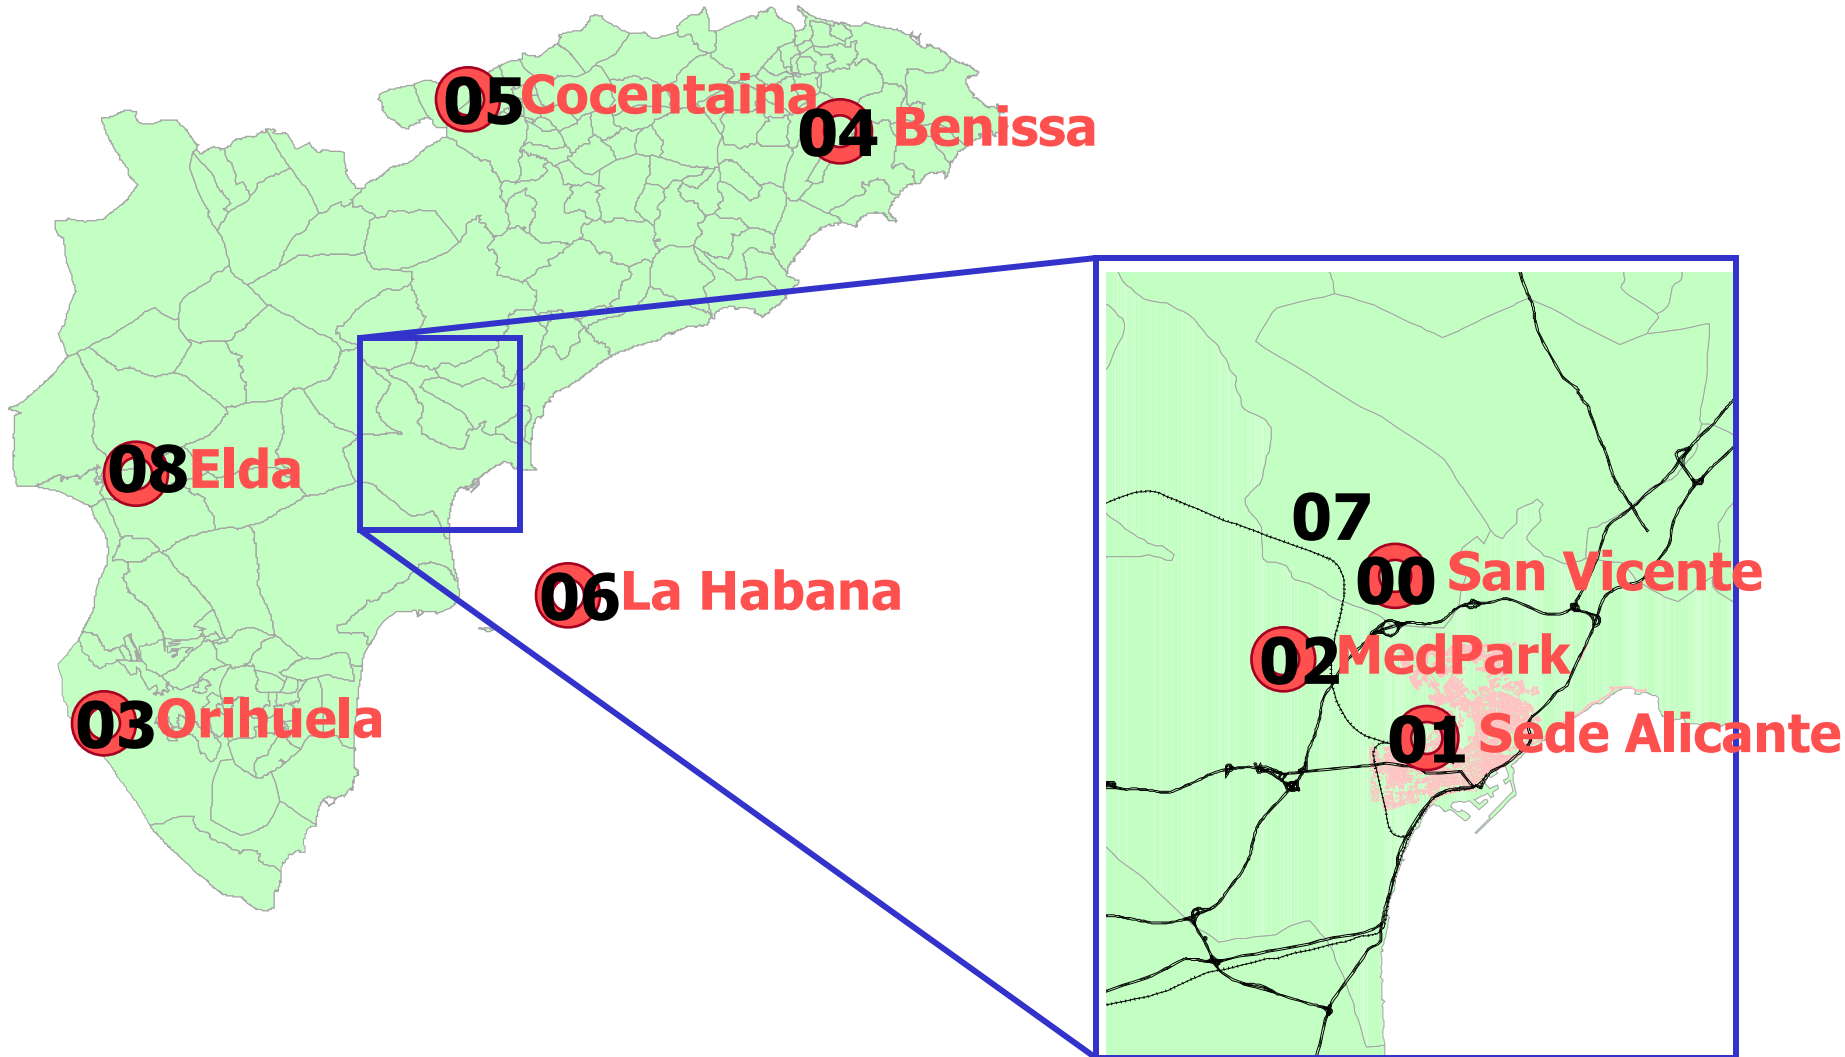 05 Cocentaina
04 Benissa
08 Elda
06 La Habana
03 Orihuela
07
00 San Vicente
02 MedPark
01 Sede Alicante